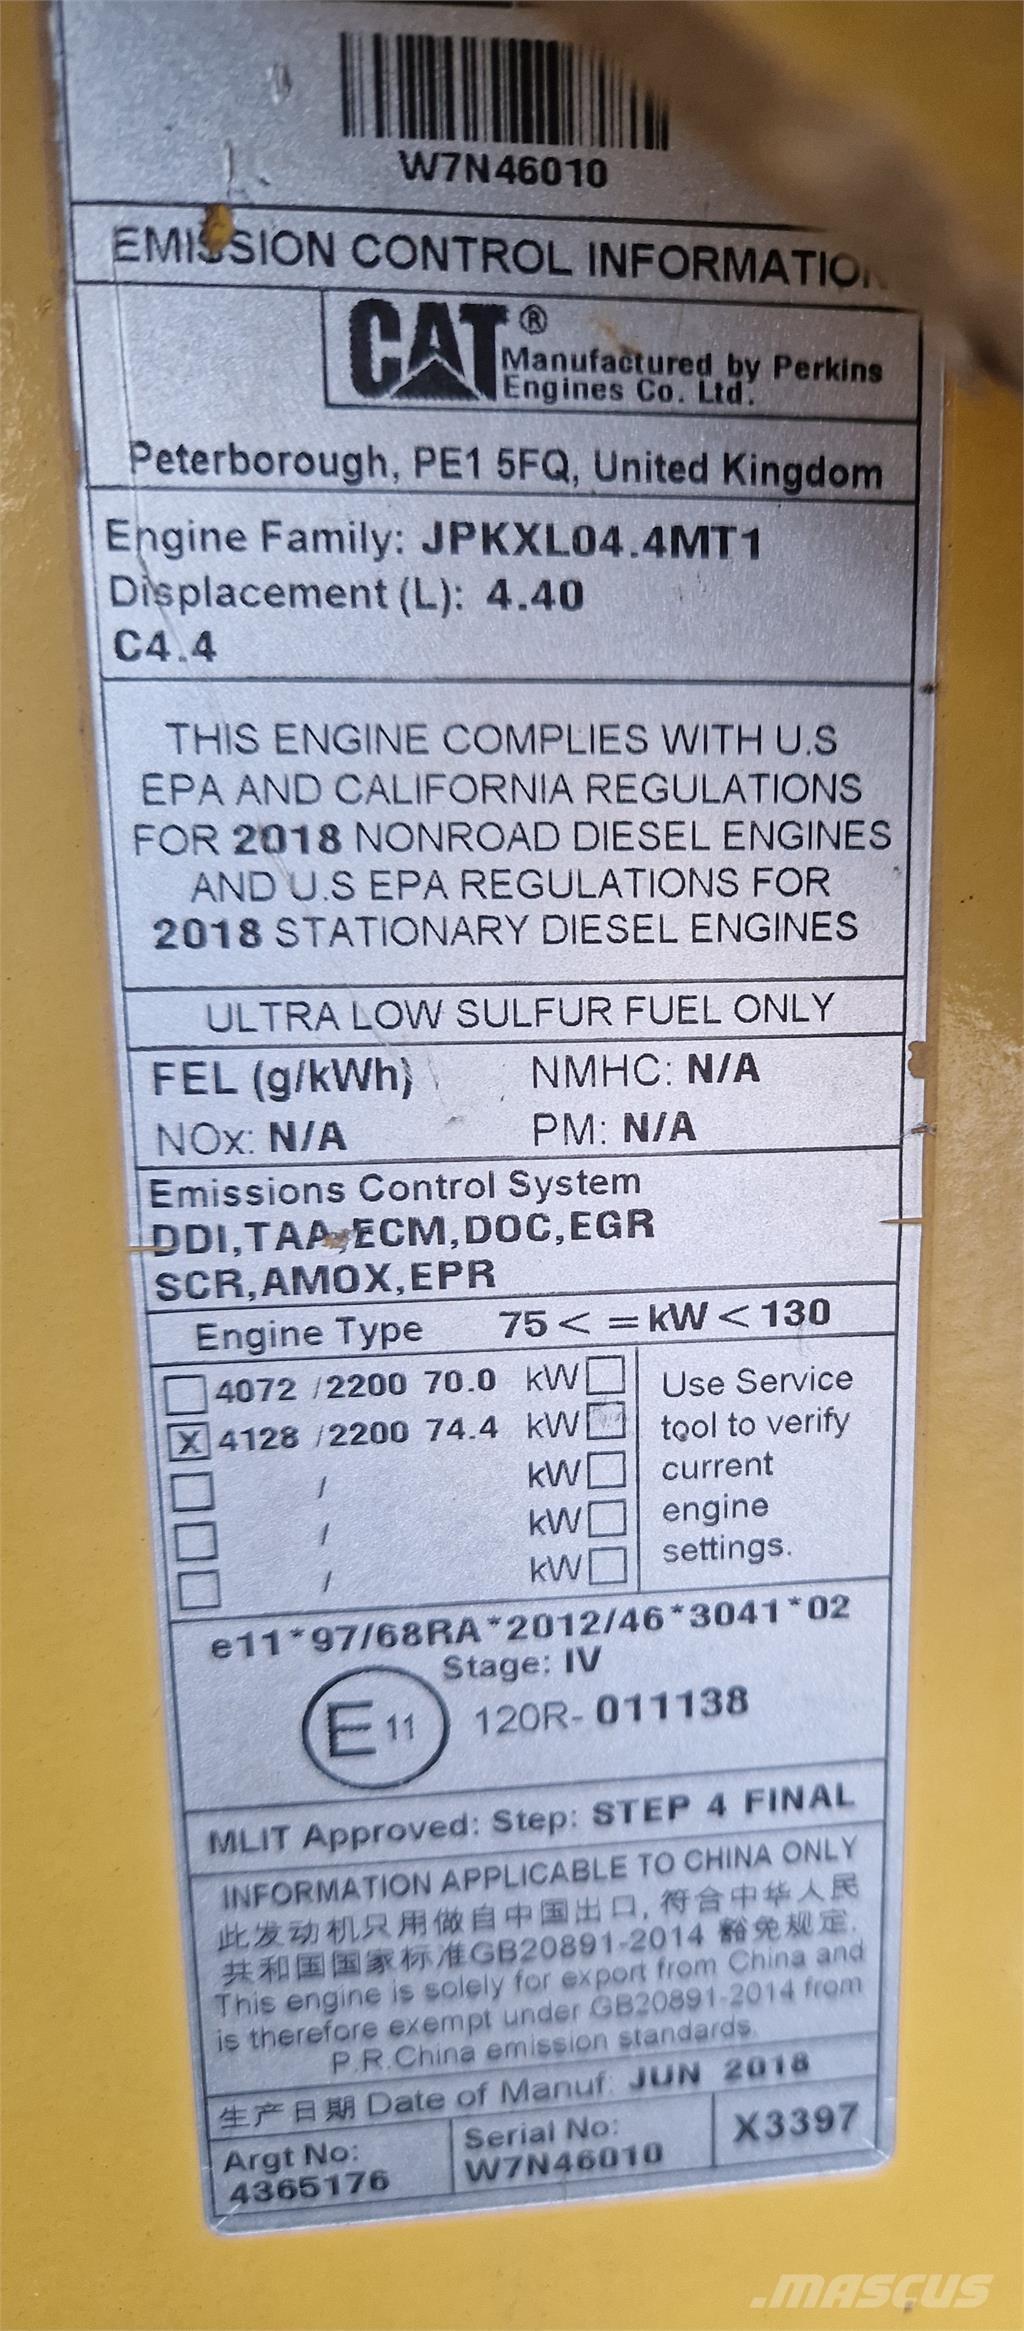 W7N46010
EMISSION CONTROL INFORMATION
CAT® Manufactured by Perkins
Engines Co. Ltd.
Peterborough, PE1 5FQ, United Kingdom
Engine Family: JPKXL04.4MT1
Displacement (L): 4.40
C4.4
THIS ENGINE COMPLIES WITH U.S
EPA AND CALIFORNIA REGULATIONS
FOR 2018 NONROAD DIESEL ENGINES
AND U.S EPA REGULATIONS FOR
2018 STATIONARY DIESEL ENGINES
ULTRA LOW SULFUR FUEL ONLY
FEL (g/kWh) NMHC: N/A
NOx: N/A PM: N/A
Emissions Control System
DDI,TAA,ECM,DOC,EGR
SCR,AMOX,EPR
Engine Type 75 < = kW < 130
4072 /2200 70.0 kW
X 4128 /2200 74.4 kW
/ kW
/ kW
/ kW
Use Service
tool to verify
current
engine
settings.
e11*97/68RA*2012/46*3041*02
Stage: IV
E 11 120R- 011138
MLIT Approved: Step: STEP 4 FINAL
INFORMATION APPLICABLE TO CHINA ONLY
此发动机只用做自中国出口, 符合中华人民
共和国国家标准GB20891-2014 豁免规定.
This engine is solely for export from China and
is therefore exempt under GB20891-2014 from
P.R.China emission standards.
生产日期 Date of Manuf: JUN 2018
Argt No:
4365176
Serial No:
W7N46010
X3397
.mascus